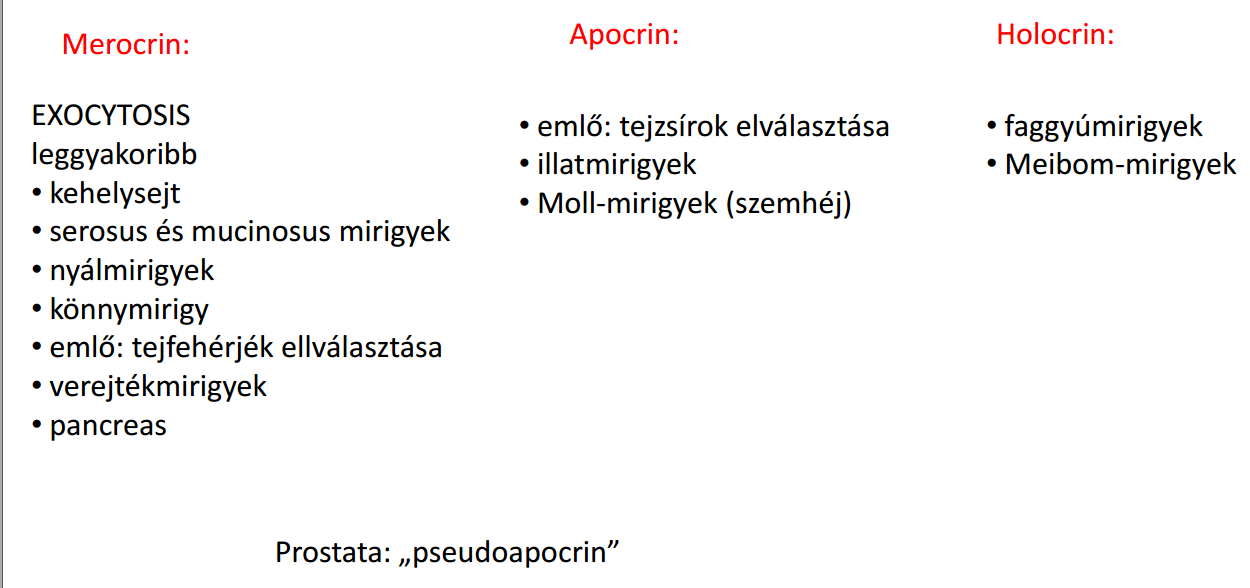 Merocrin:
EXOCYTOSIS
leggyakoribb
• kehelysejt
• serosus és mucinosus mirigyek
• nyálmirigyek
• könnymirigy
• emlő: tejfehérjék ellválasztása
• verejtékmirigyek
• pancreas
Apocrin:
• emlő: tejzsírok elválasztása
• illatmirigyek
• Moll-mirigyek (szemhéj)
Holocrin:
• faggyúmirigyek
• Meibom-mirigyek
Prostata: „pseudoapocrin”